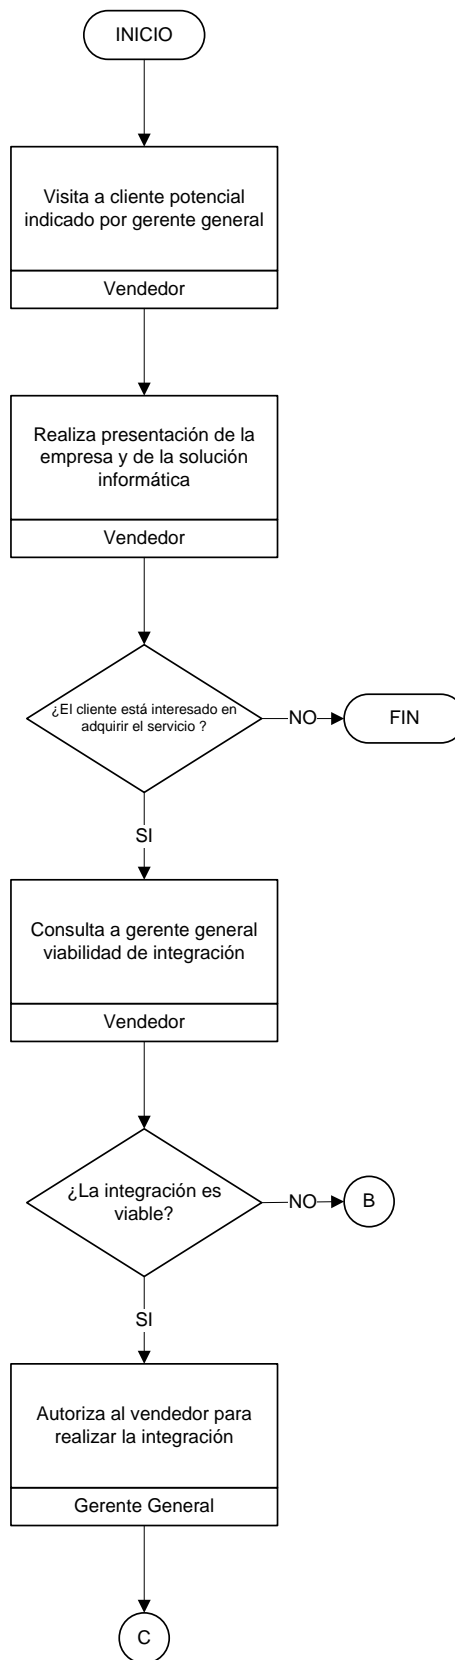 INICIO
Visita a cliente potencial
indicado por gerente general
Vendedor
Realiza presentación de la
empresa y de la solución
informática
Vendedor
¿El cliente está interesado en
adquirir el servicio ?
NO
FIN
SI
Consulta a gerente general
viabilidad de integración
Vendedor
¿La integración es
viable?
NO
B
SI
Autoriza al vendedor para
realizar la integración
Gerente General
C